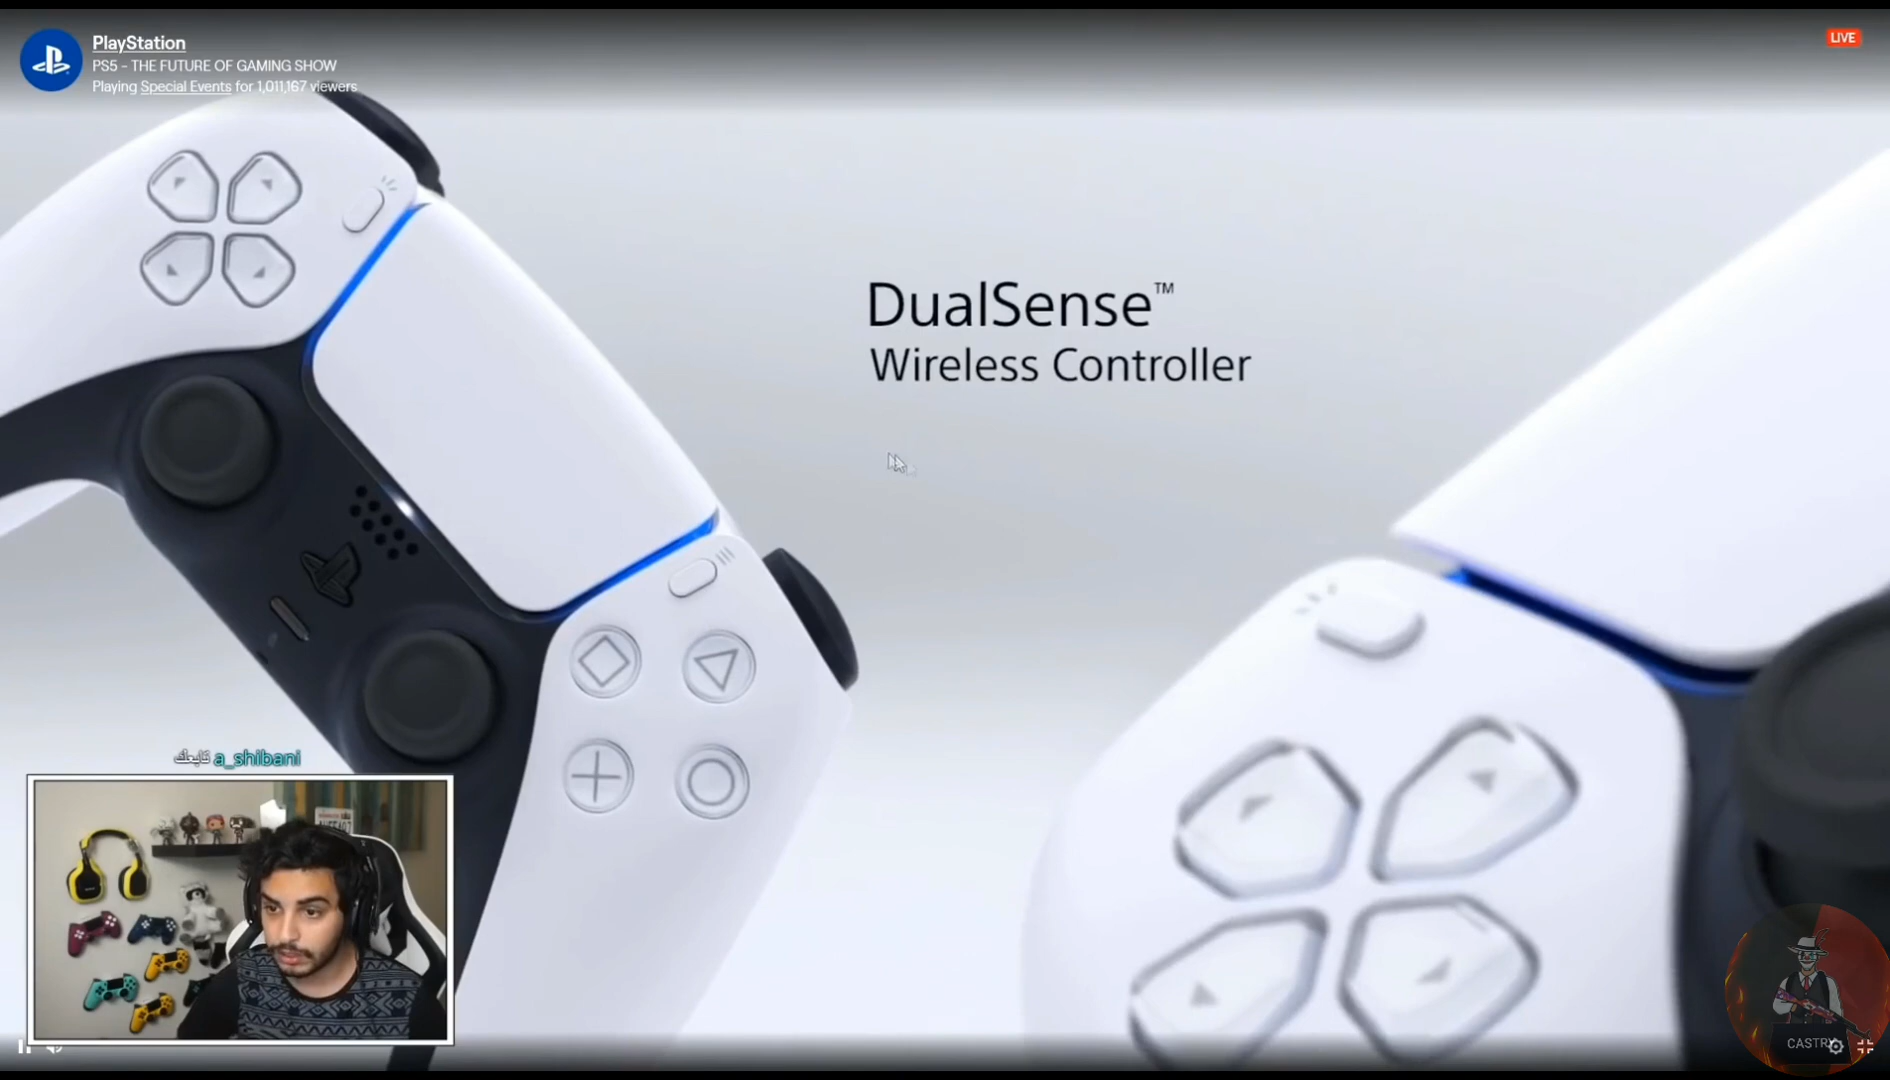 PlayStation
LIVE
PS5 - THE FUTURE OF GAMING SHOW
Playing Special Events for 1,011,167 viewers
DualSense™
Wireless Controller
تابعك a_shibani